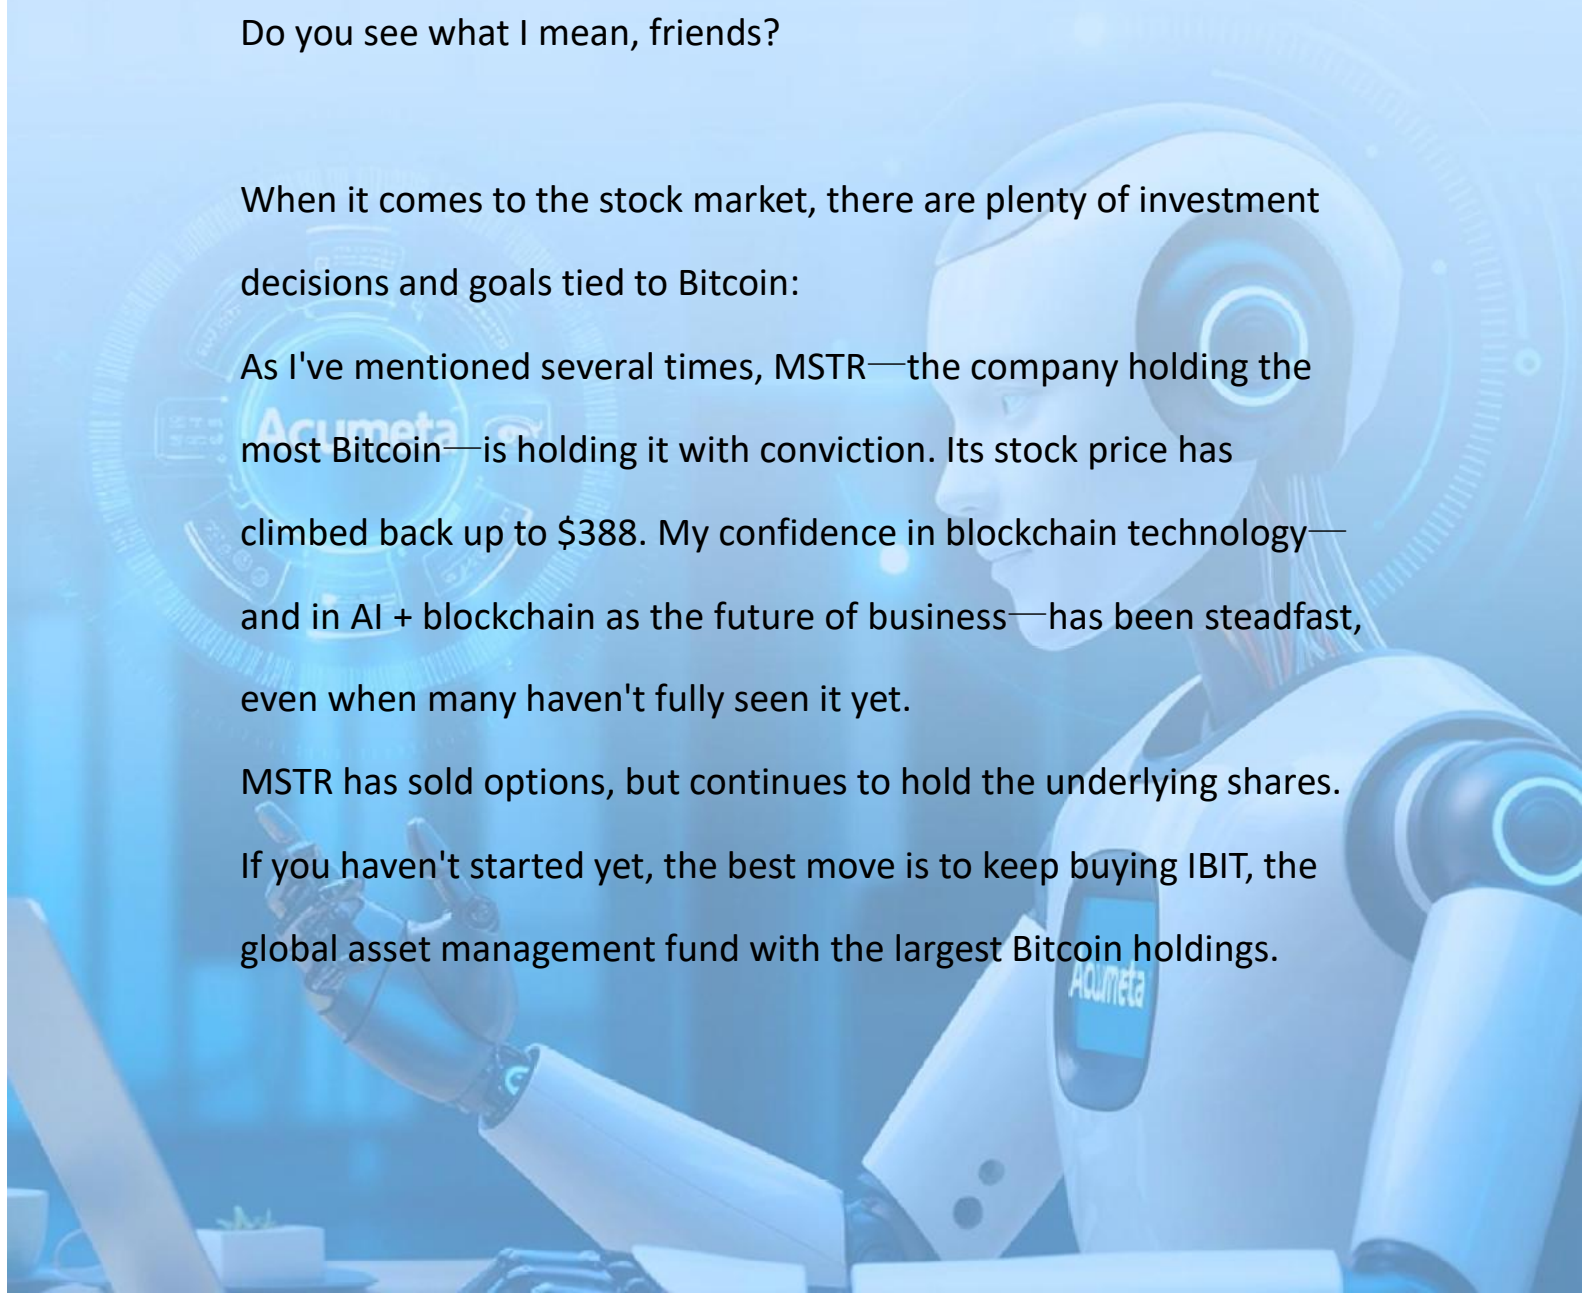 Do you see what I mean, friends?
When it comes to the stock market, there are plenty of investment
decisions and goals tied to Bitcoin:
As I've mentioned several times, MSTR—the company holding the
most Bitcoin—is holding it with conviction. Its stock price has
climbed back up to $388. My confidence in blockchain technology—
and in AI + blockchain as the future of business—has been steadfast,
even when many haven't fully seen it yet.
MSTR has sold options, but continues to hold the underlying shares.
If you haven't started yet, the best move is to keep buying IBIT, the
global asset management fund with the largest Bitcoin holdings.
Acumeta
Acumeta